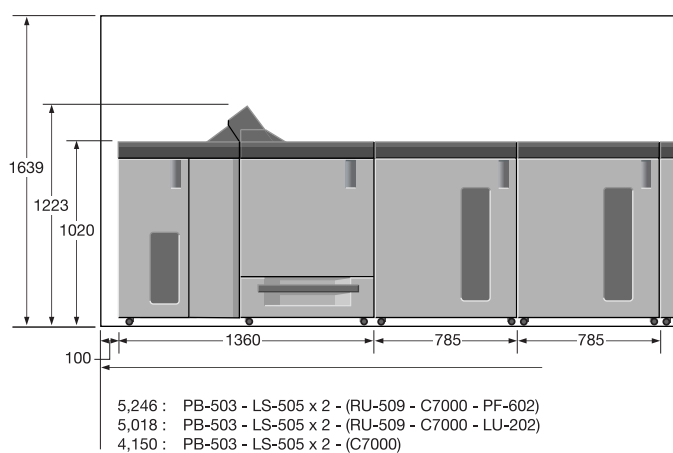 1639
1223
1020
1360
785
785
100
5,246 : PB-503 - LS-505 x 2 - (RU-509 - C7000 - PF-602)
5,018 : PB-503 - LS-505 x 2 - (RU-509 - C7000 - LU-202)
4,150 : PB-503 - LS-505 x 2 - (C7000)